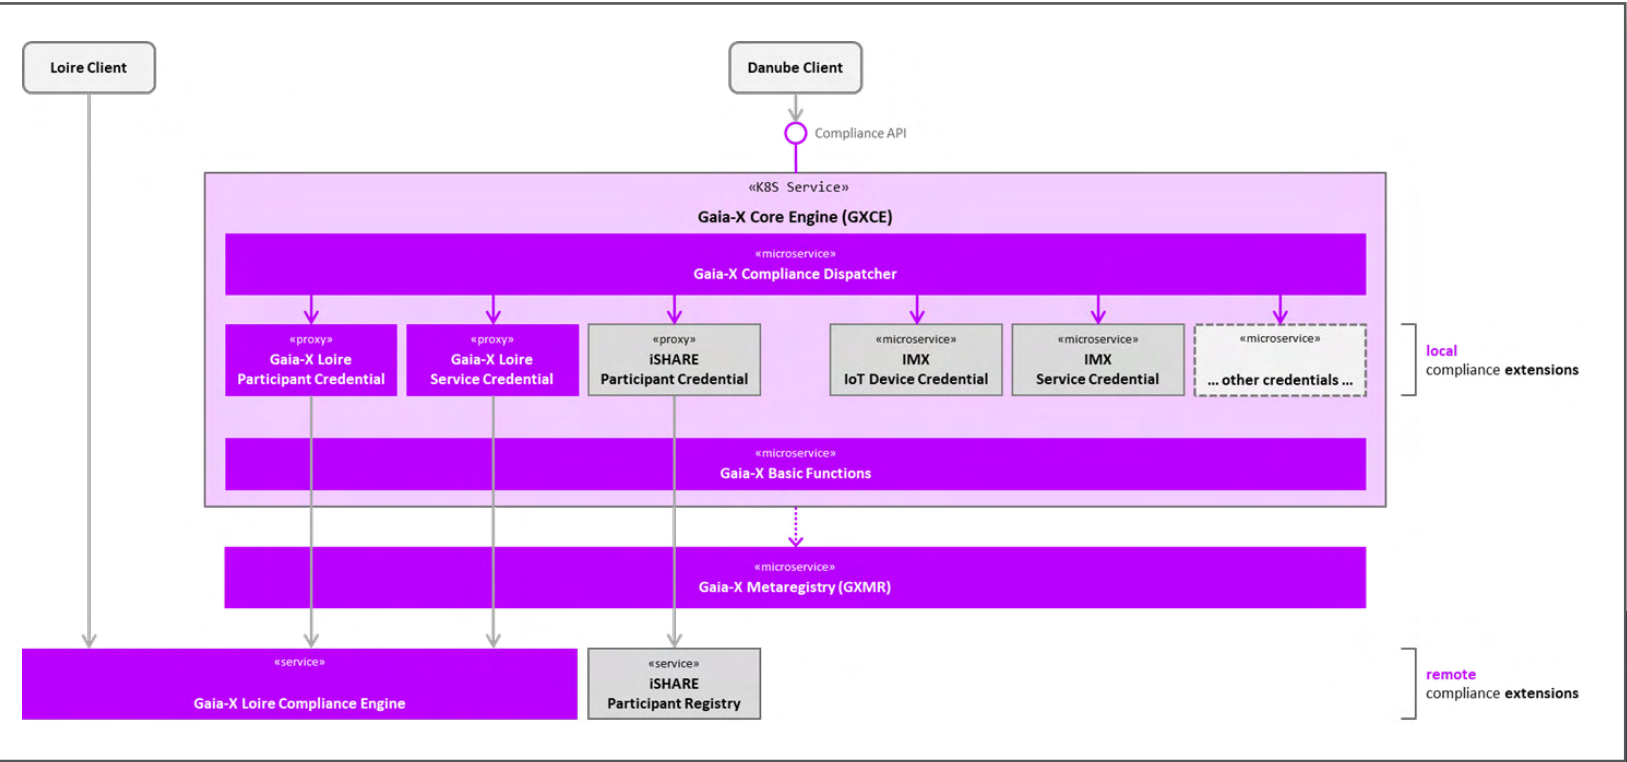 Loire Client
Danube Client
Compliance API
«K8S Service»
Gaia-X Core Engine (GXCE)
«microservice»
Gaia-X Compliance Dispatcher
«proxy»
Gaia-X Loire
Participant Credential
«proxy»
Gaia-X Loire
Service Credential
«proxy»
iSHARE
Participant Credential
«microservice»
IMX
IoT Device Credential
«microservice»
IMX
Service Credential
«microservice»
... other credentials ...
local
compliance extensions
«microservice»
Gaia-X Basic Functions
«microservice»
Gaia-X Metaregistry (GXMR)
«service»
Gaia-X Loire Compliance Engine
«service»
iSHARE
Participant Registry
remote
compliance extensions